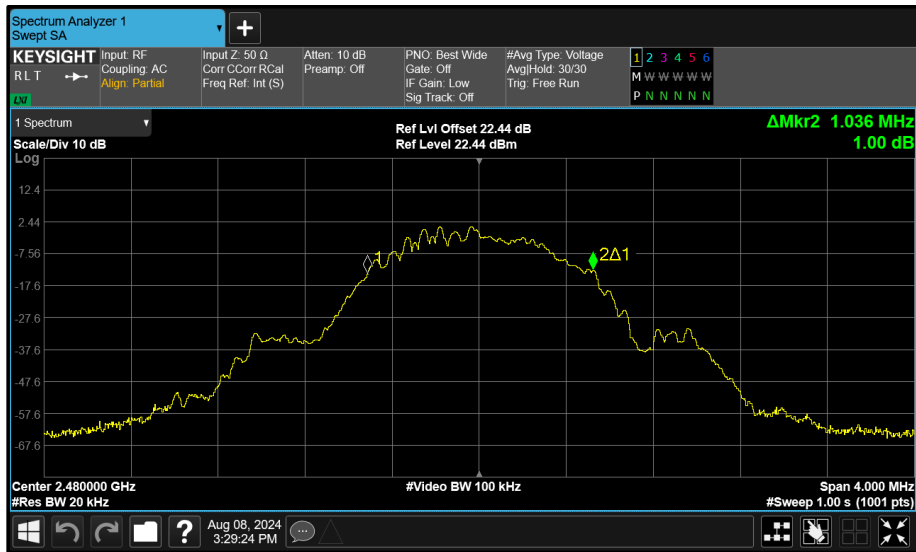 Spectrum Analyzer 1
Swept SA
KEYSIGHT
R L T
LXI
Input: RF
Coupling: AC
Align: Partial
Input Z: 50 Ω
Corr CCorr RCal
Freq Ref: Int (S)
Atten: 10 dB
Preamp: Off
PNO: Best Wide
Gate: Off
IF Gain: Low
Sig Track: Off
#Avg Type: Voltage
Avg|Hold: 30/30
Trig: Free Run
1 2 3 4 5 6
M W W W W W
P N N N N N
1 Spectrum
Scale/Div 10 dB
Ref Lvl Offset 22.44 dB
Ref Level 22.44 dBm
ΔMkr2 1.036 MHz
1.00 dB
Log
12.4
2.44
-7.56
-17.6
-27.6
-37.6
-47.6
-57.6
-67.6
1
2Δ1
Center 2.480000 GHz
#Res BW 20 kHz
#Video BW 100 kHz
Span 4.000 MHz
#Sweep 1.00 s (1001 pts)
?
Aug 08, 2024
3:29:24 PM